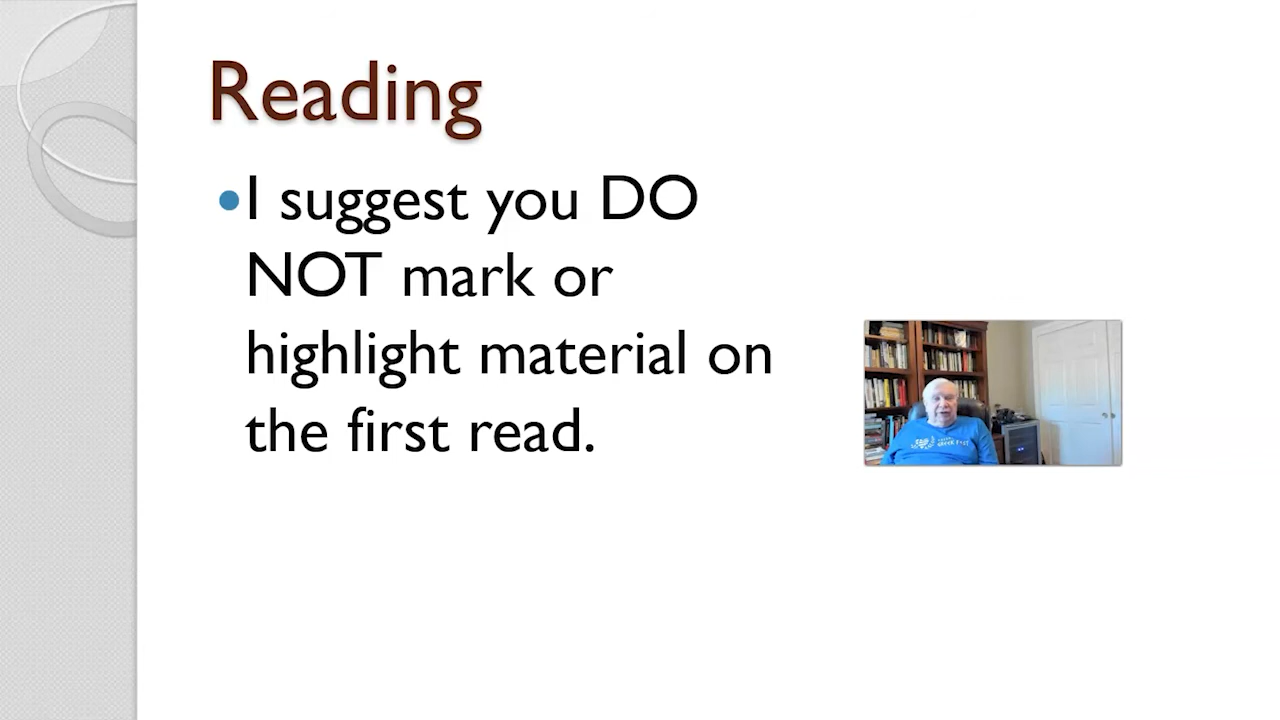 Reading
•I suggest you DO
NOT mark or
highlight material on
the first read.